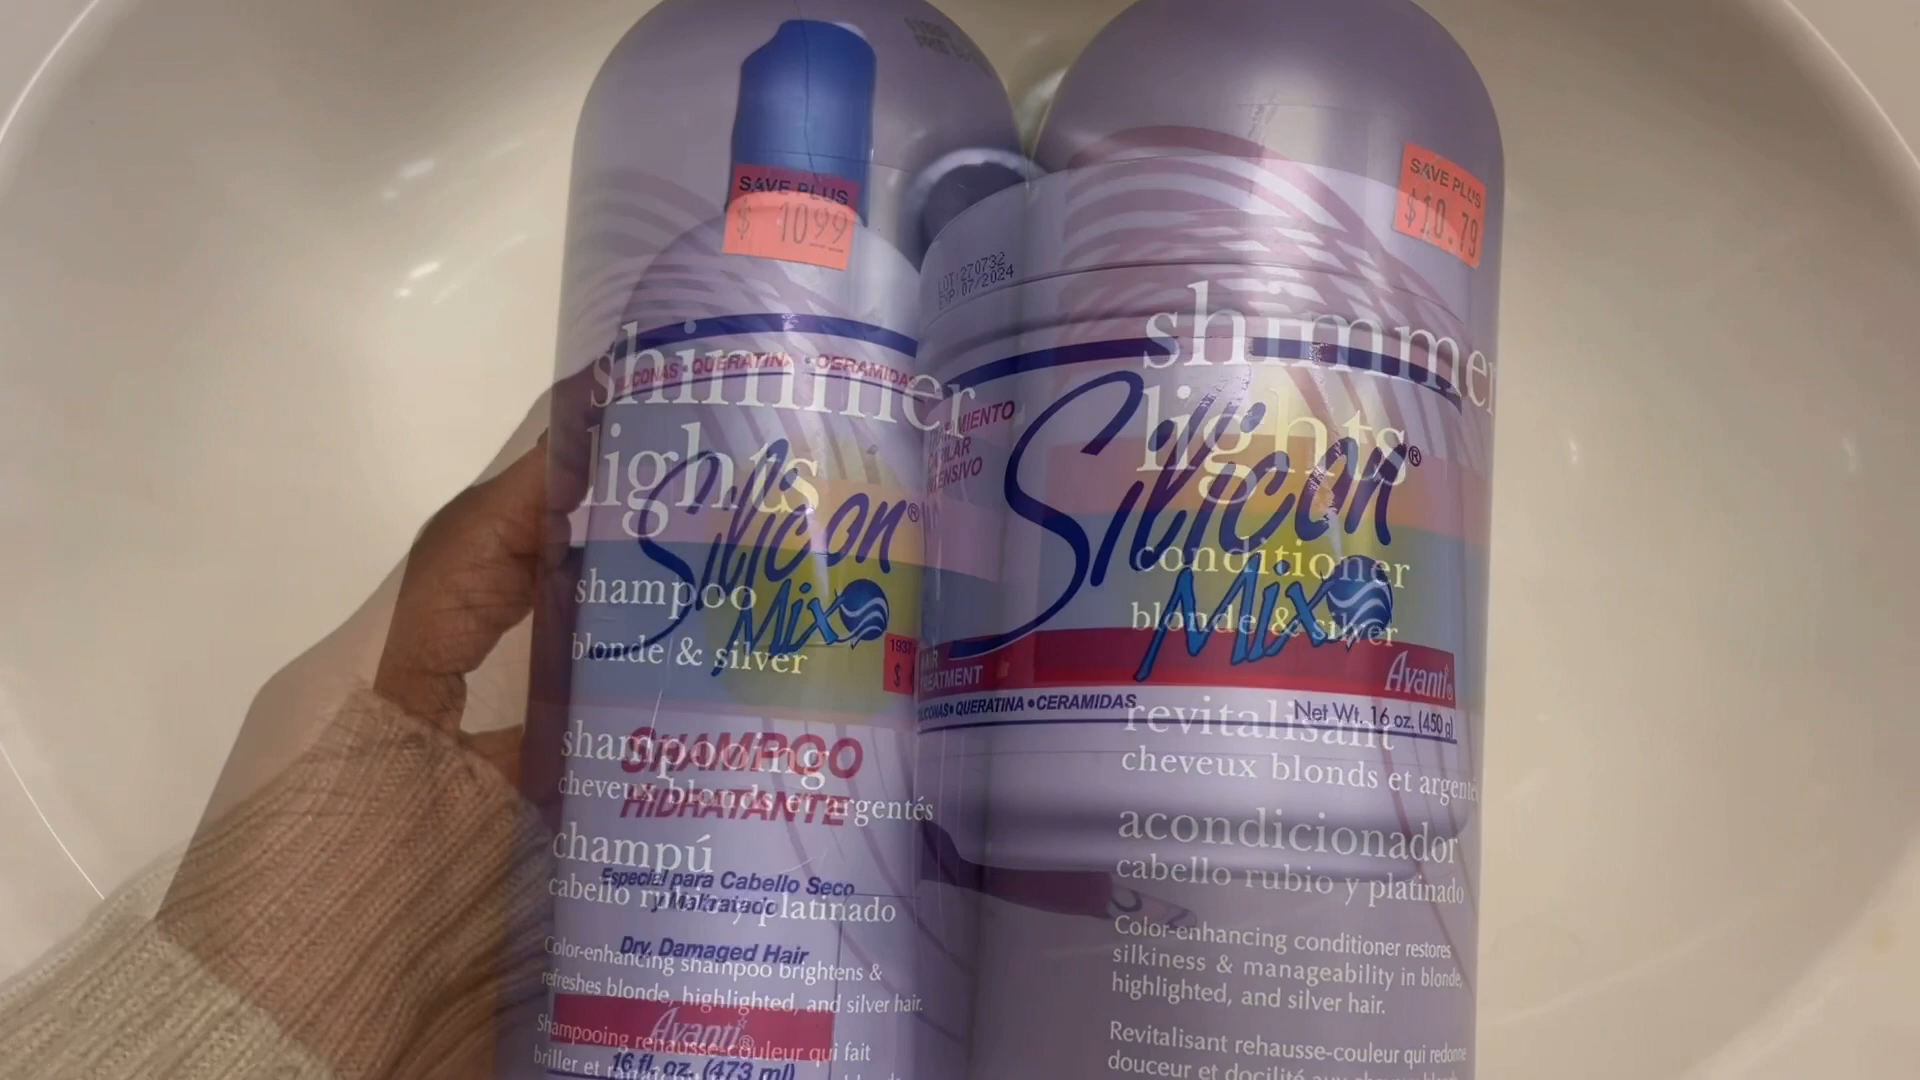 SAVE PLUS
$ 1099
shimmer
lights
shampoo
blonde & silver
shampooing
cheveux blonds et argentés
champú
cabello rubio y platinado
Color-enhancing shampoo brightens &
refreshes blonde, highlighted, and silver hair.
Shampooing rehausse-couleur qui fait
briller et
SAVE PLUS
$10.79
shimmer
lights
conditioner
blonde & silver
revitalisant
cheveux blonds et argentés
acondicionador
cabello rubio y platinado
Color-enhancing conditioner restores
silkiness & manageability in blonde,
highlighted, and silver hair.
Revitalisant rehausse-couleur qui redonne
douceur et docilité aux
SILICONAS • QUERATINA • CERAMIDAS
Silicon®
Mix
1937
$
SHAMPOO
HIDRATANTE
Especial para Cabello Seco
y Maltratado
Dry, Damaged Hair
Avanti®
16 fl. oz. (473 ml)
LOT:270732
EXP:07/2024
TRATAMIENTO
CAPILAR
INTENSIVO
Silicon®
Mix
HAIR
TREATMENT
Avanti®
SILICONAS • QUERATINA • CERAMIDAS
Net Wt. 16 oz. (450 g)